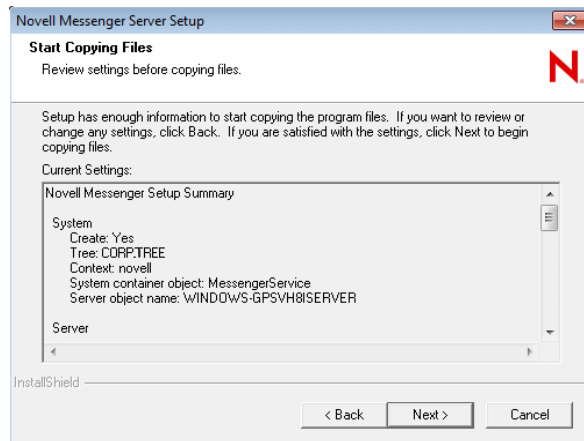 Novell Messenger Server Setup
Start Copying Files
Review settings before copying files.
N.
Setup has enough information to start copying the program files. If you want to review or
change any settings, click Back. If you are satisfied with the settings, click Next to begin
copying files.
Current Settings:
Novell Messenger Setup Summary
System
Create: Yes
Tree: CORP.TREE
Context: novell
System container object: MessengerService
Server object name: WINDOWS-GPSVH8ISERVER
Server
InstallShield
< Back
Next >
Cancel